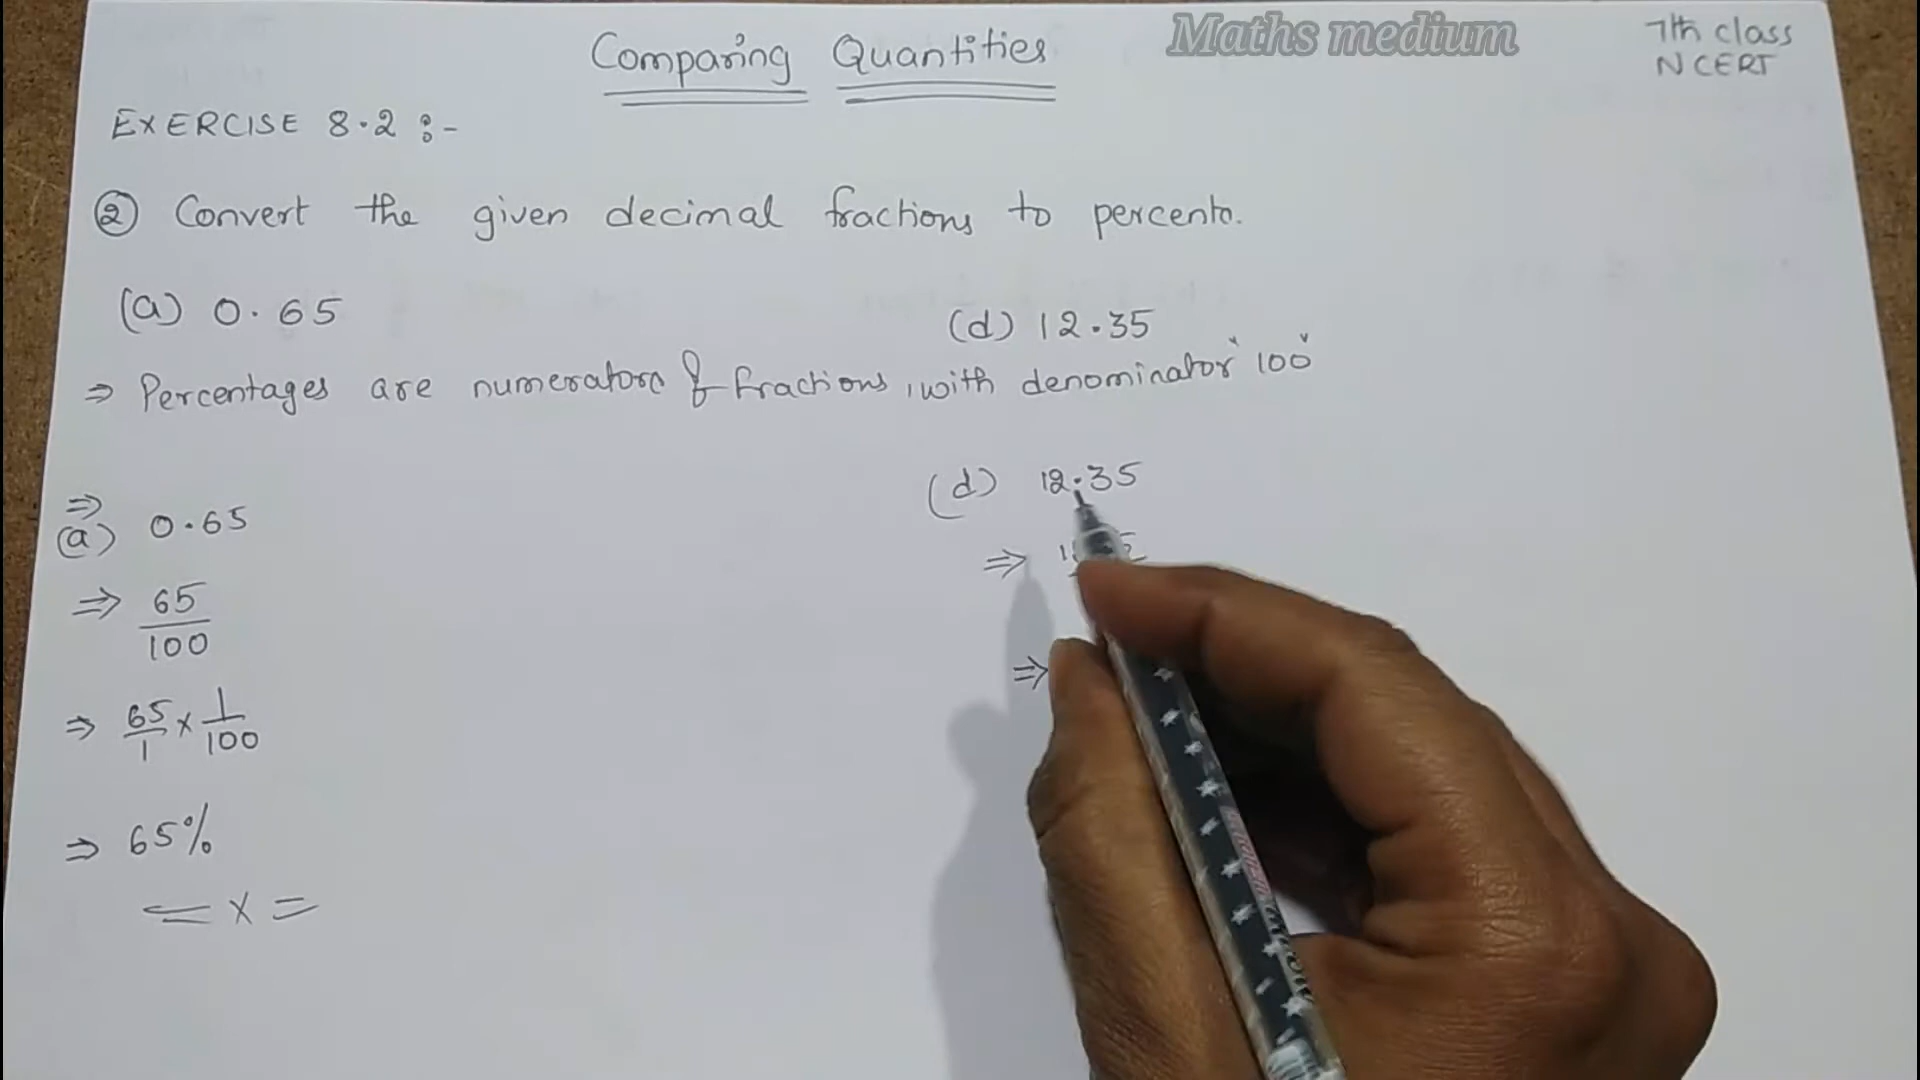 Comparing Quantities
Maths medium
7th class
NCERT
EXERCISE 8.2 :-
② Convert the given decimal fractions to percents.
(a) 0.65
(d) 12.35
⇒ Percentages are numerators of fractions, with denominator "100"
⇒
(a) 0.65
⇒ 65/100
⇒ 65/1 × 1/100
⇒ 65%
= x =
(d) 12.35
⇒
⇒